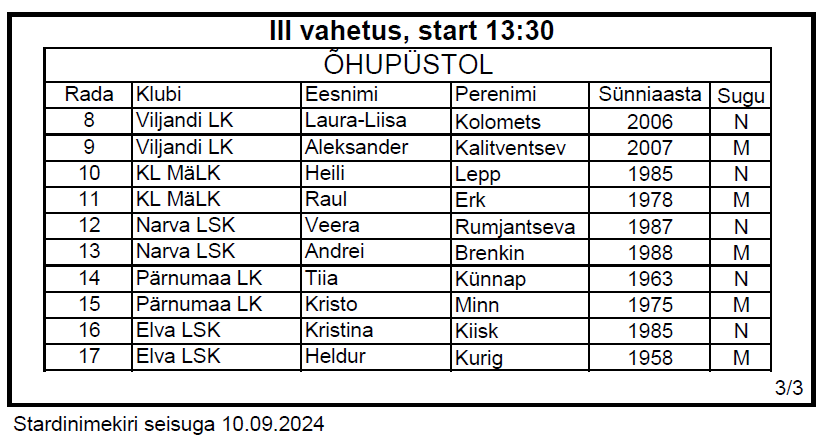 III vahetus, start 13:30
ÕHUPÜSTOL
Rada Klubi Eesnimi Perenimi Sünniaasta Sugu
8 Viljandi LK Laura-Liisa Kolomets 2006 N
9 Viljandi LK Aleksander Kalitventsev 2007 M
10 KL MäLK Heili Lepp 1985 N
11 KL MäLK Raul Erk 1978 M
12 Narva LSK Veera Rumjantseva 1987 N
13 Narva LSK Andrei Brenkin 1988 M
14 Pärnumaa LK Tiia Künnap 1963 N
15 Pärnumaa LK Kristo Minn 1975 M
16 Elva LSK Kristina Kiisk 1985 N
17 Elva LSK Heldur Kurig 1958 M
3/3
Stardinimekiri seisuga 10.09.2024